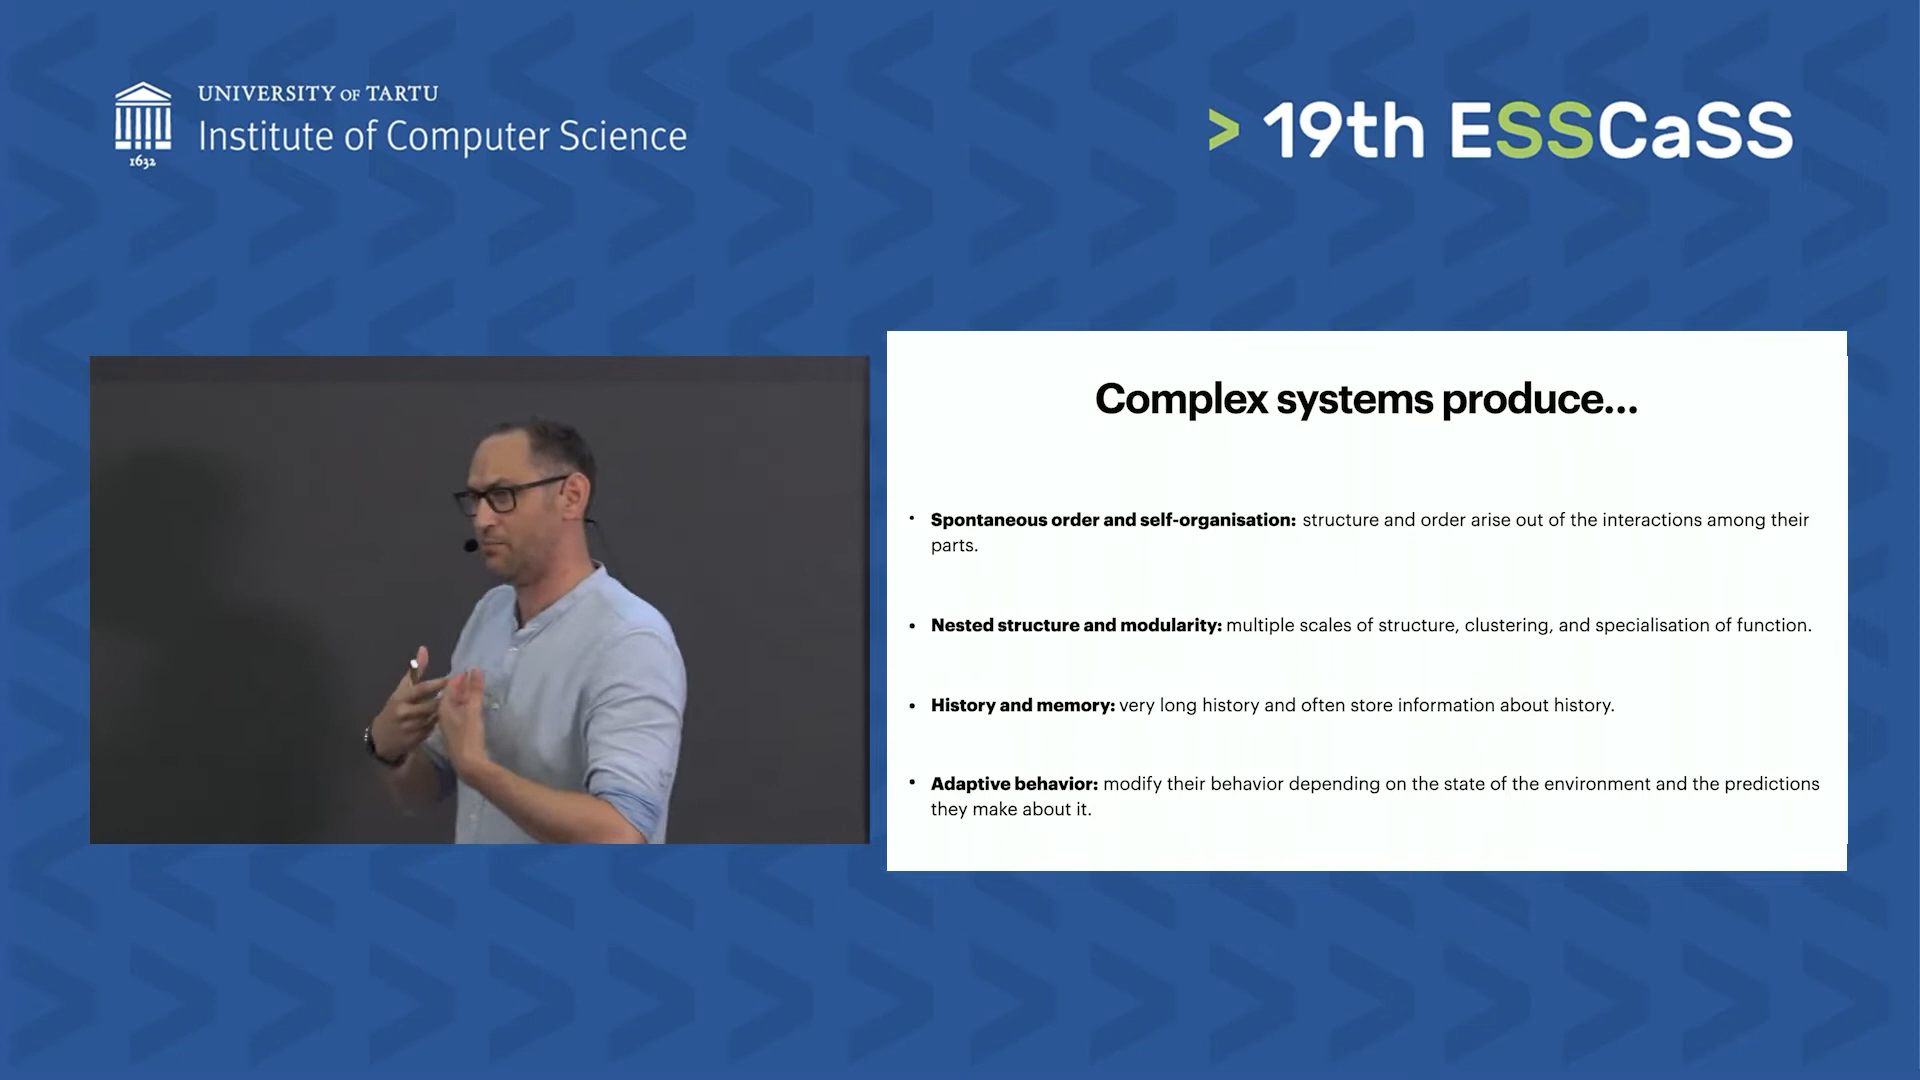 UNIVERSITY OF TARTU
Institute of Computer Science
1632
> 19th ESSCaSS
Complex systems produce...
• Spontaneous order and self-organisation: structure and order arise out of the interactions among their
parts.
• Nested structure and modularity: multiple scales of structure, clustering, and specialisation of function.
• History and memory: very long history and often store information about history.
• Adaptive behavior: modify their behavior depending on the state of the environment and the predictions
they make about it.